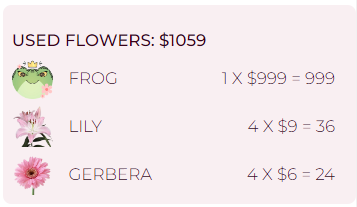 USED FLOWERS: $1059
FROG 1 X $999 = 999
LILY 4 X $9 = 36
GERBERA 4 X $6 = 24